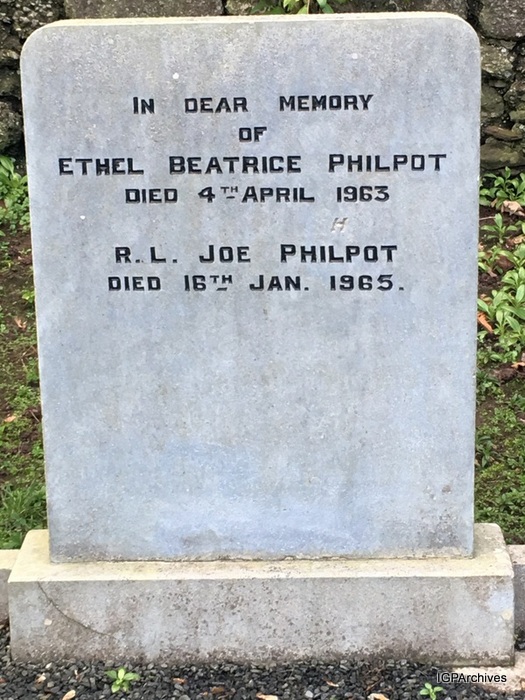 IN DEAR MEMORY
OF
ETHEL BEATRICE PHILPOT
DIED 4TH APRIL 1963
H
R.L. JOE PHILPOT
DIED 16TH JAN. 1965.
IGPArchives